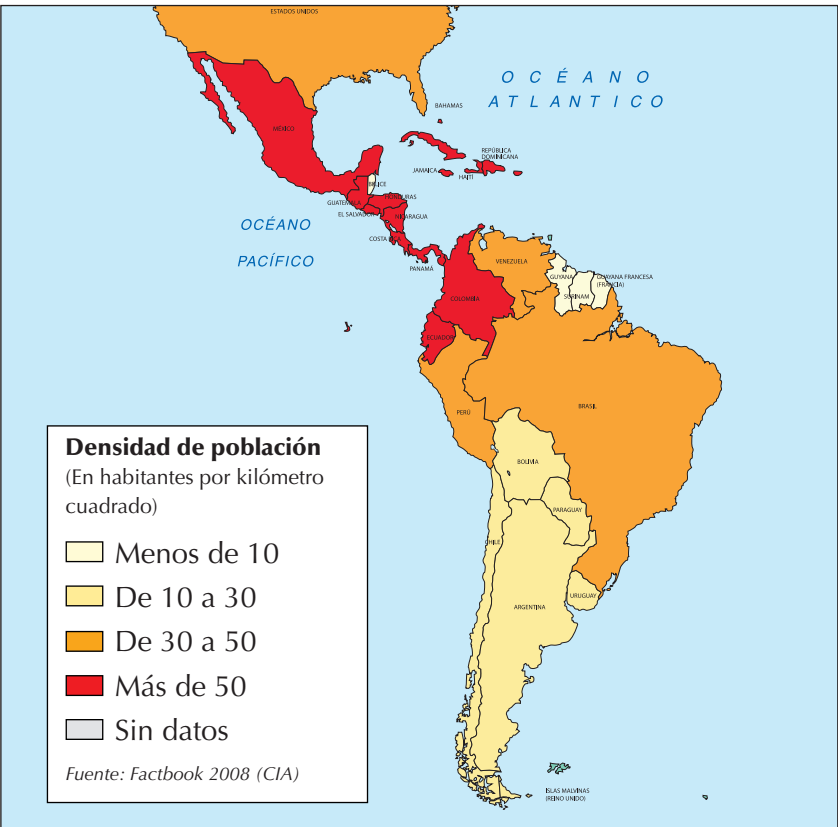 ESTADOS UNIDOS
OCÉANO
ATLANTICO
BAHAMAS
MÉXICO
REPÚBLICA
DOMINICANA
JAMAICA
HAITÍ
BELICE
HONDURAS
GUATEMALA
EL SALVADOR
NICARAGUA
OCÉANO
PACÍFICO
COSTA RICA
PANAMÁ
VENEZUELA
GUYANA
GUAYANA FRANCESA
(FRANCIA)
SURINAM
COLOMBIA
ECUADOR
PERÚ
BRASIL
BOLIVIA
PARAGUAY
CHILE
URUGUAY
ARGENTINA
ISLAS MALVINAS
(REINO UNIDO)
Densidad de población
(En habitantes por kilómetro
cuadrado)
Menos de 10
De 10 a 30
De 30 a 50
Más de 50
Sin datos
Fuente: Factbook 2008 (CIA)